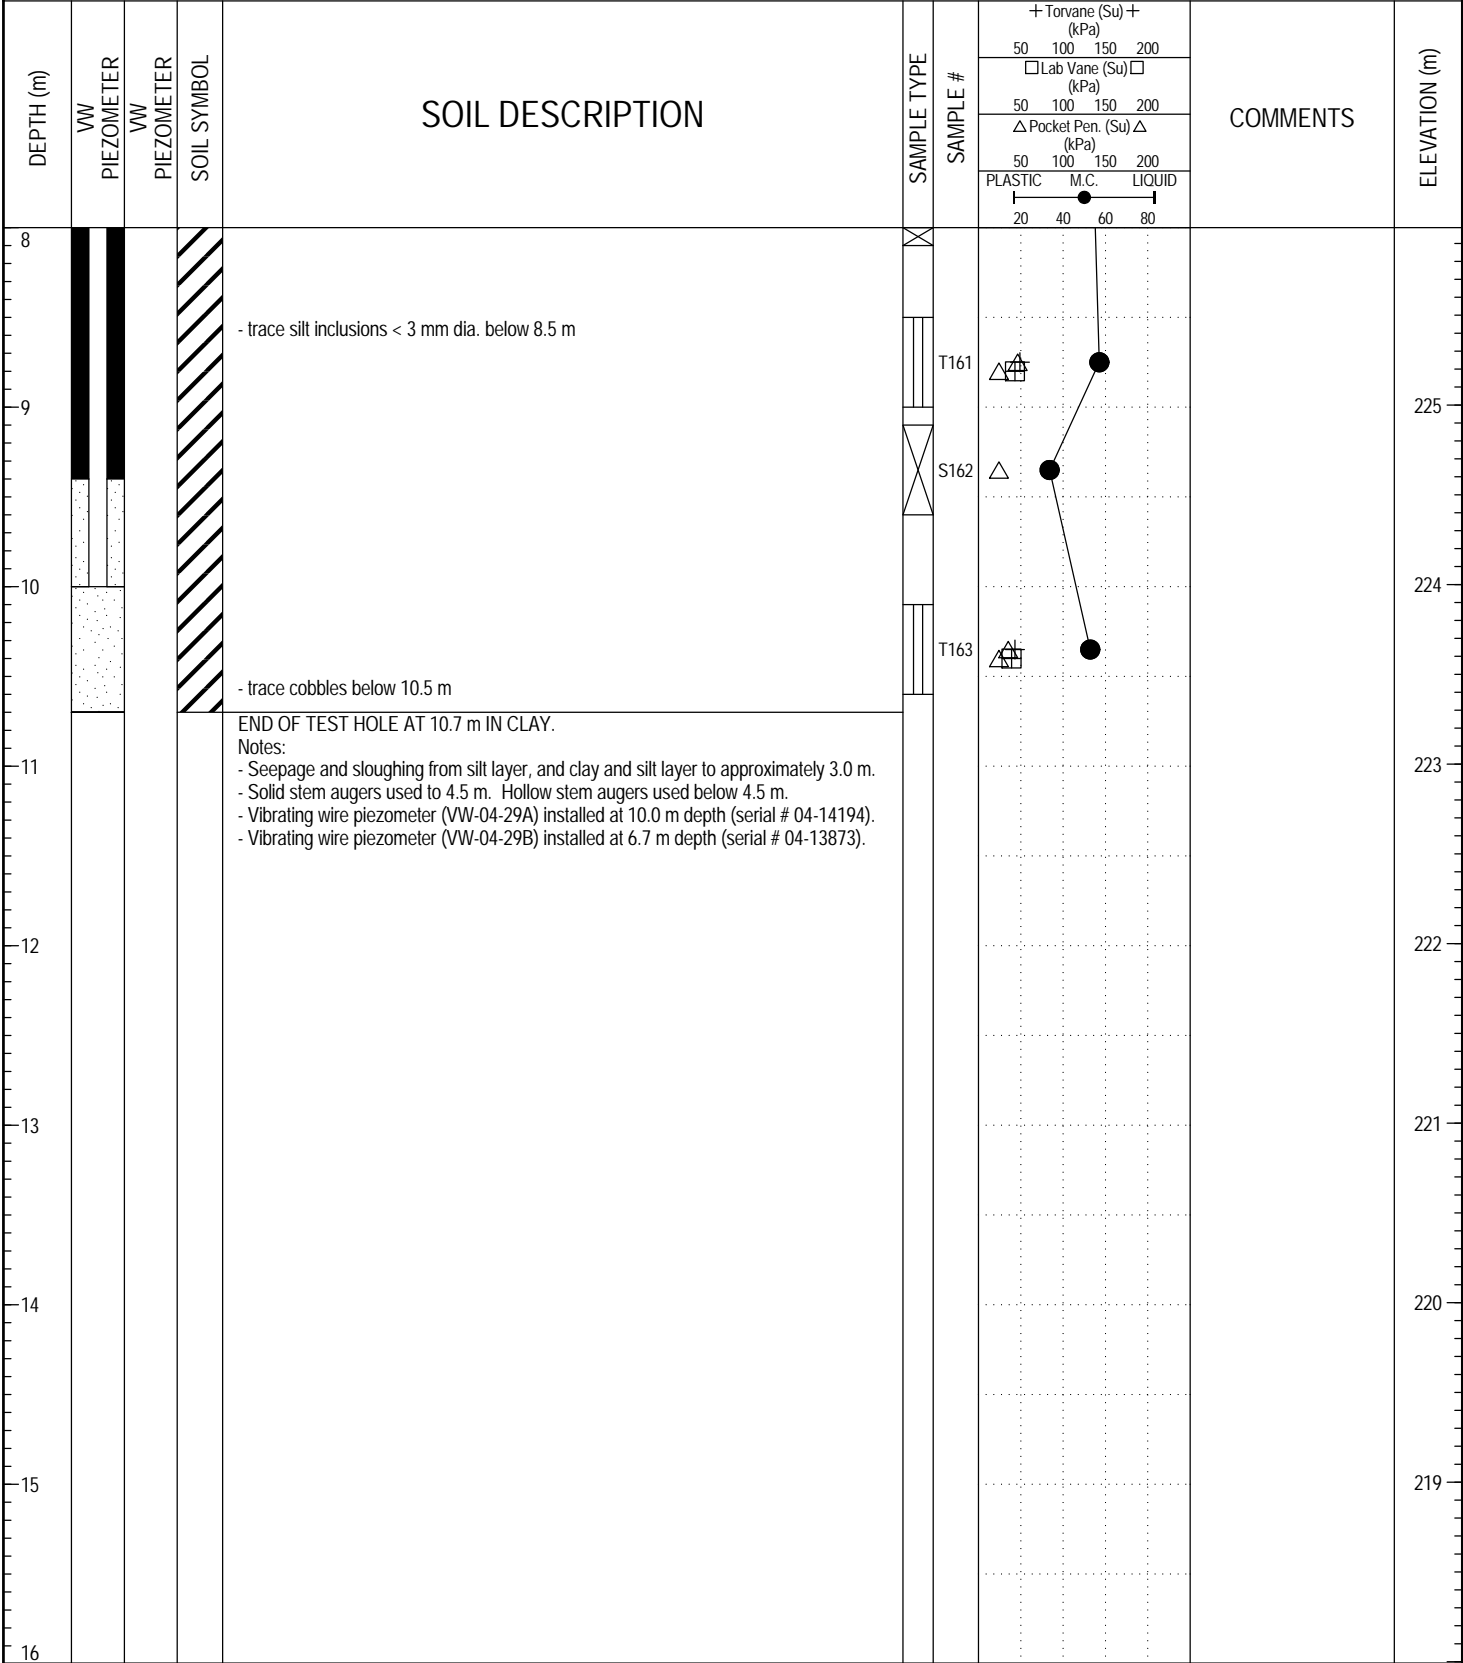 DEPTH (m)
VW
PIEZOMETER
VW
PIEZOMETER
SOIL SYMBOL
SOIL DESCRIPTION
SAMPLE TYPE
SAMPLE #
Torvane (Su)
(kPa)
50 100 150 200
Lab Vane (Su)
(kPa)
50 100 150 200
Pocket Pen. (Su)
(kPa)
50 100 150 200
PLASTIC M.C. LIQUID
20 40 60 80
COMMENTS
ELEVATION (m)
8
- trace silt inclusions < 3 mm dia. below 8.5 m
T161
9
225
S162
10
224
T163
- trace cobbles below 10.5 m
END OF TEST HOLE AT 10.7 m IN CLAY.
Notes:
11
223
- Seepage and sloughing from silt layer, and clay and silt layer to approximately 3.0 m.
- Solid stem augers used to 4.5 m. Hollow stem augers used below 4.5 m.
- Vibrating wire piezometer (VW-04-29A) installed at 10.0 m depth (serial # 04-14194).
- Vibrating wire piezometer (VW-04-29B) installed at 6.7 m depth (serial # 04-13873).
12
222
13
221
14
220
15
219
16